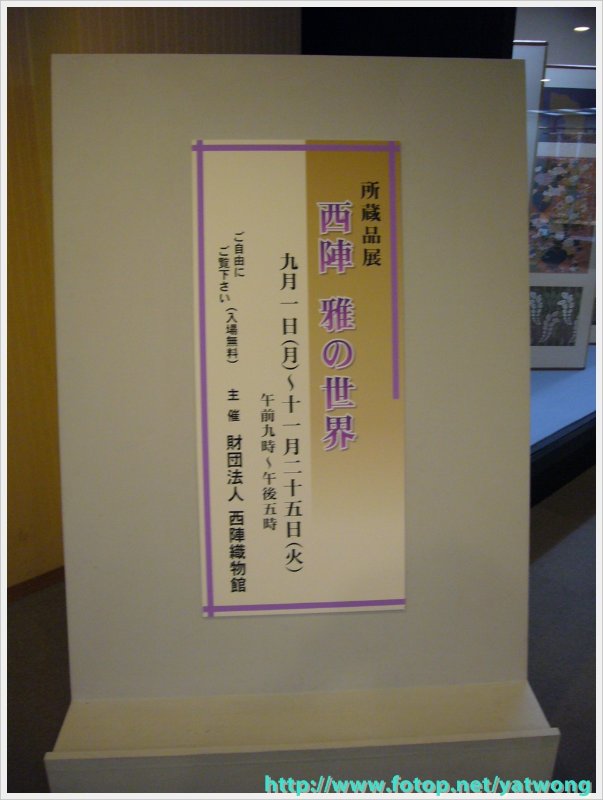 所蔵品展
西陣 雅の世界
九月一日(月)～十一月二十五日(火)
午前九時～午後五時
ご自由に
ご覧下さい(入場無料)
主催 財団法人 西陣織物館
http://www.fotop.net/yatwong